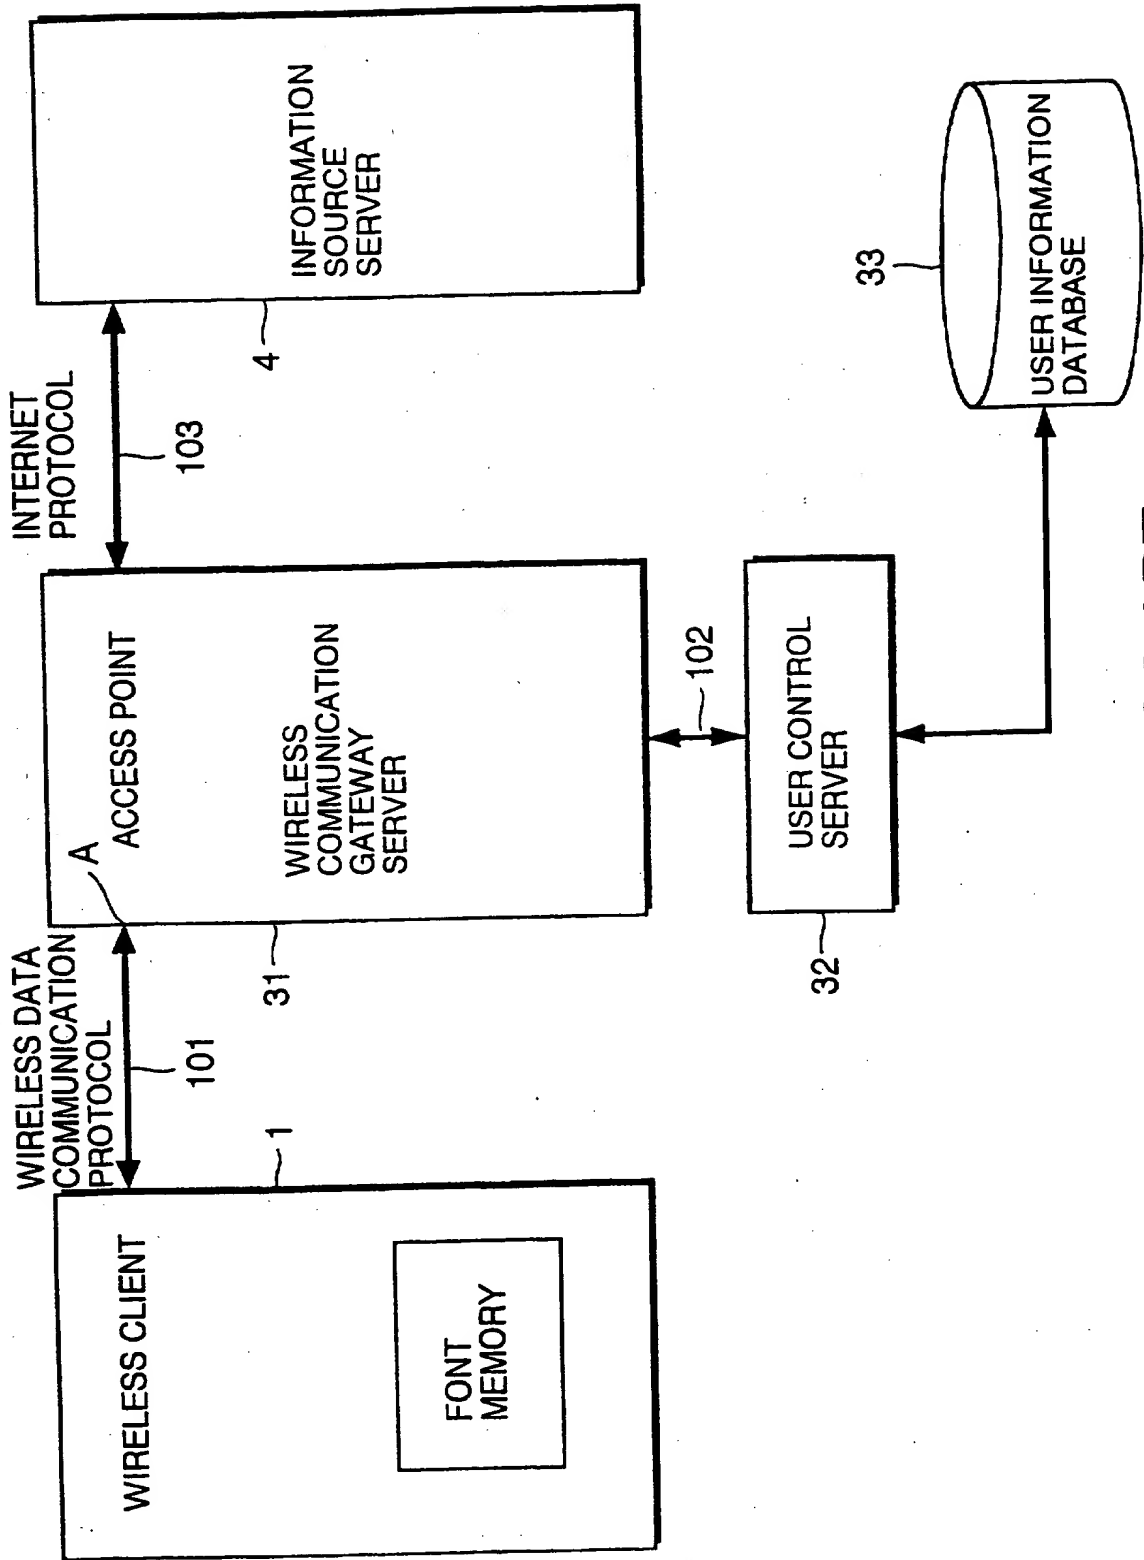 WIRELESS CLIENT
FONT
MEMORY
1
WIRELESS DATA
COMMUNICATION
PROTOCOL
101
A
ACCESS POINT
WIRELESS
COMMUNICATION
GATEWAY
SERVER
31
INTERNET
PROTOCOL
103
INFORMATION
SOURCE
SERVER
4
102
USER CONTROL
SERVER
32
33
USER INFORMATION
DATABASE